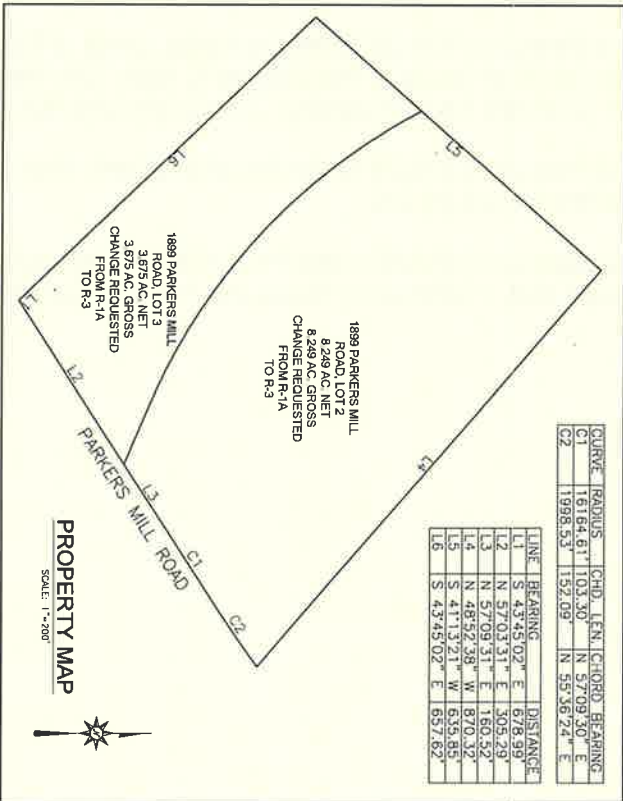 CURVE RADIUS CHD. LEN. CHORD BEARING
C1 16164.61' 103.30' N 57°09'30" E
C2 1998.53' 152.09' N 55°36'24" E
LINE BEARING DISTANCE
L1 S 43°45'02" E 678.99'
L2 N 57°03'31" E 305.29'
L3 N 57°09'31" E 160.52'
L4 N 48°52'38" W 870.32'
L5 S 41°13'21" W 635.85'
L6 S 43°45'02" E 657.62'
L5
L4
1899 PARKERS MILL
ROAD, LOT 2
8.249 AC. NET
8.249 AC. GROSS
CHANGE REQUESTED
FROM R-1A
TO R-3
L6
1899 PARKERS MILL
ROAD, LOT 3
3.675 AC. NET
3.675 AC. GROSS
CHANGE REQUESTED
FROM R-1A
TO R-3
L1
L2
L3
C1
C2
PARKERS MILL ROAD
PROPERTY MAP
SCALE: 1"=200'
N